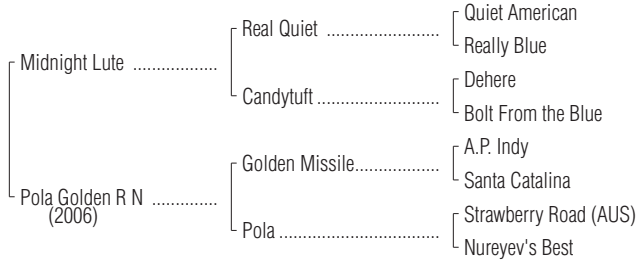 Quiet American
Real Quiet ......................
Really Blue
Midnight Lute .................
Dehere
Candytuft ........................
Bolt From the Blue
A.P. Indy
Golden Missile.................
Santa Catalina
Pola Golden R N .............
(2006)
Strawberry Road (AUS)
Pola ................................
Nureyev's Best